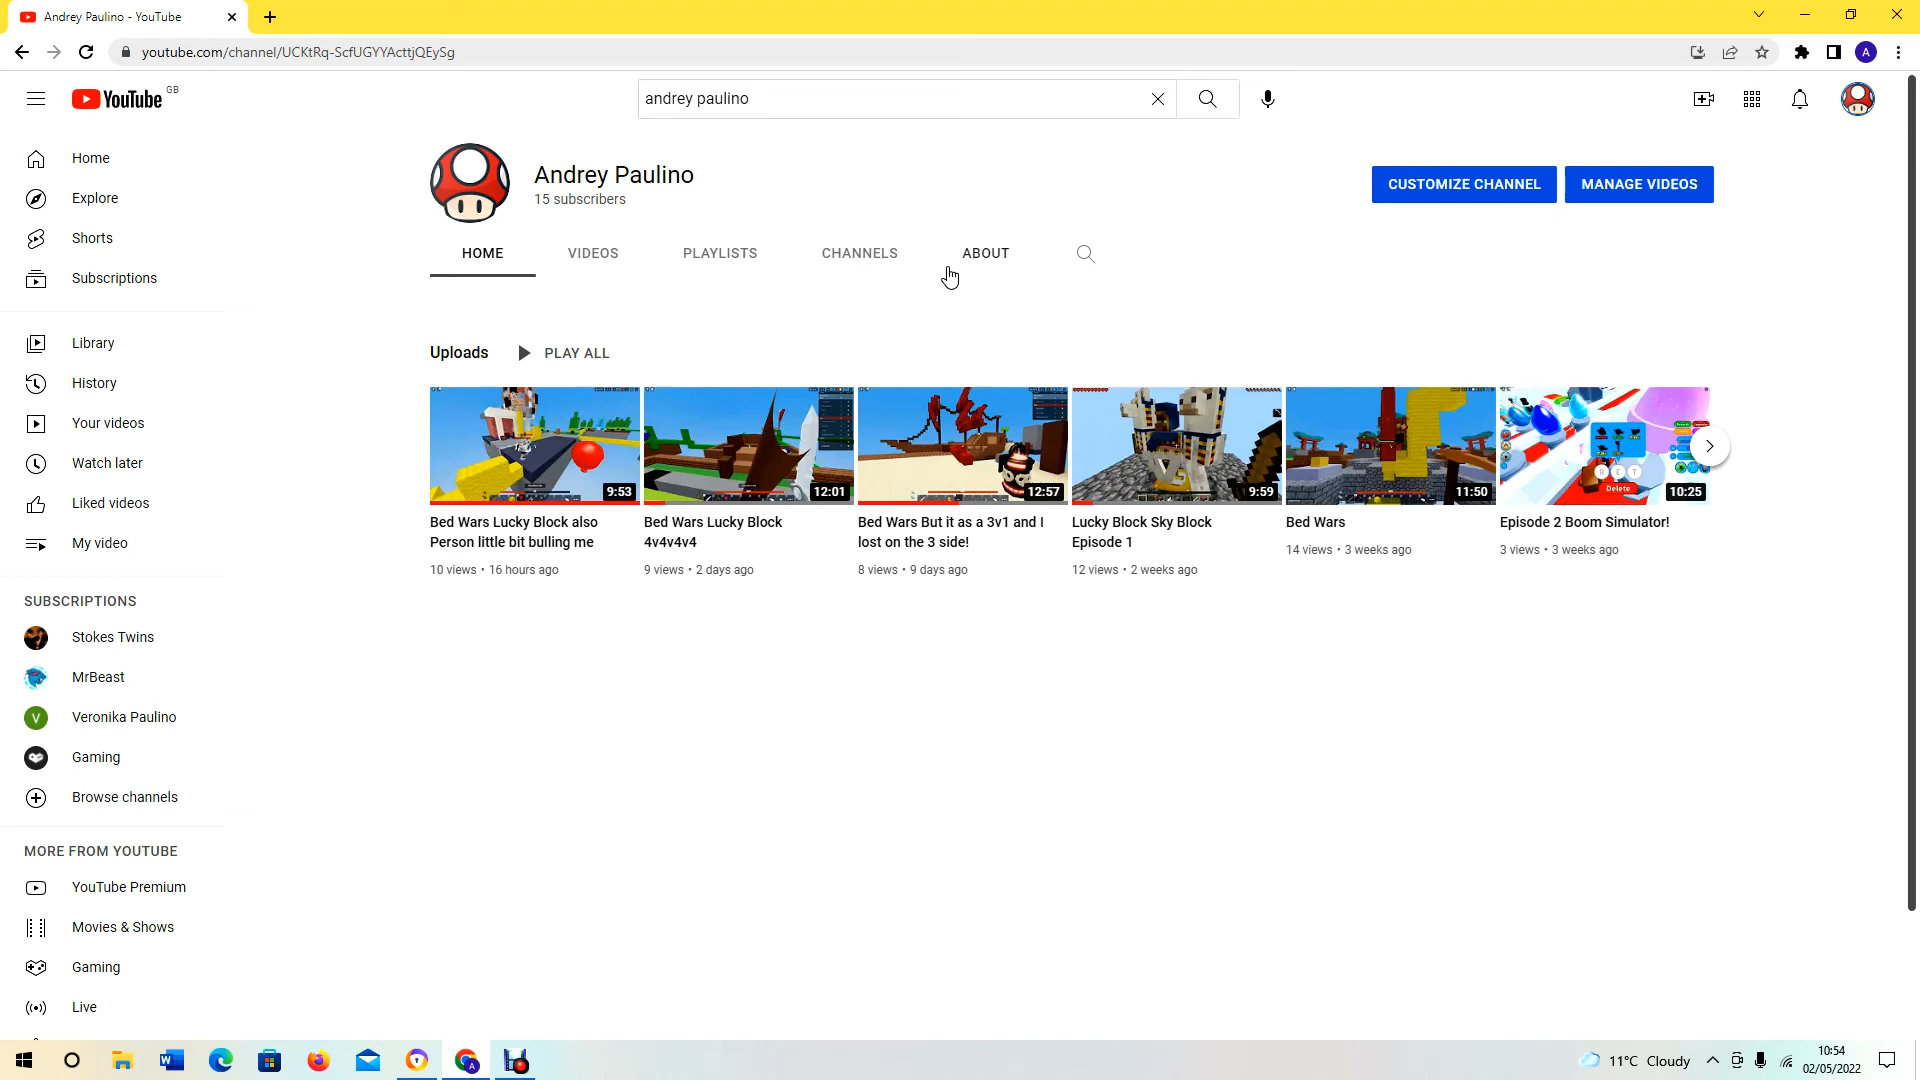 Andrey Paulino - YouTube
youtube.com/channel/UCKtRq-ScfUGYYActtjQEySg
A
YouTube GB
andrey paulino
Home
Explore
Shorts
Subscriptions
Library
History
Your videos
Watch later
Liked videos
My video
SUBSCRIPTIONS
Stokes Twins
MrBeast
V
Veronika Paulino
Gaming
Browse channels
MORE FROM YOUTUBE
YouTube Premium
Movies & Shows
Gaming
Live
Andrey Paulino
15 subscribers
CUSTOMIZE CHANNEL
MANAGE VIDEOS
HOME
VIDEOS
PLAYLISTS
CHANNELS
ABOUT
Uploads
PLAY ALL
9:53
Bed Wars Lucky Block also
Person little bit bulling me
10 views • 16 hours ago
12:01
Bed Wars Lucky Block
4v4v4v4
9 views • 2 days ago
12:57
Bed Wars But it as a 3v1 and I
lost on the 3 side!
8 views • 9 days ago
9:59
Lucky Block Sky Block
Episode 1
12 views • 2 weeks ago
11:50
Bed Wars
14 views • 3 weeks ago
R E T
Delete
10:25
Episode 2 Boom Simulator!
3 views • 3 weeks ago
11°C Cloudy
10:54
02/05/2022